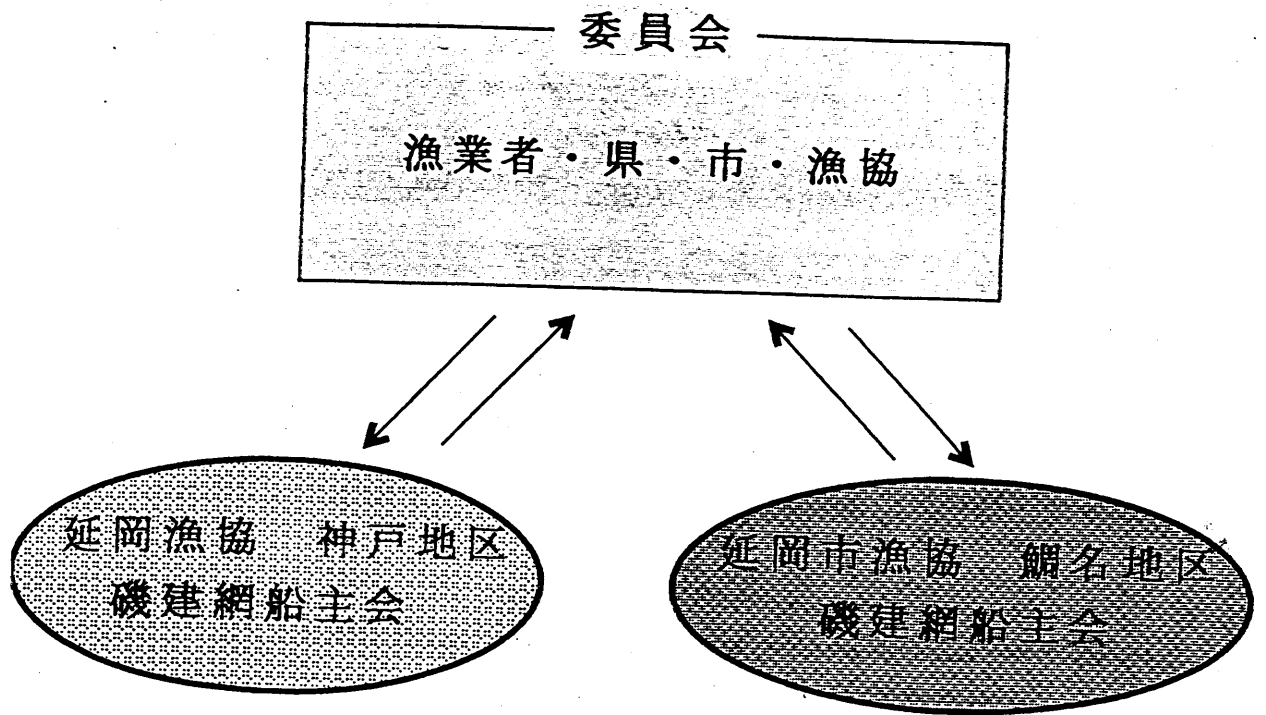 委員会
漁業者・県・市・漁協
延岡漁協 神戸地区
磯建網船主会
延岡市漁協 鯛名地区
磯建網船主会